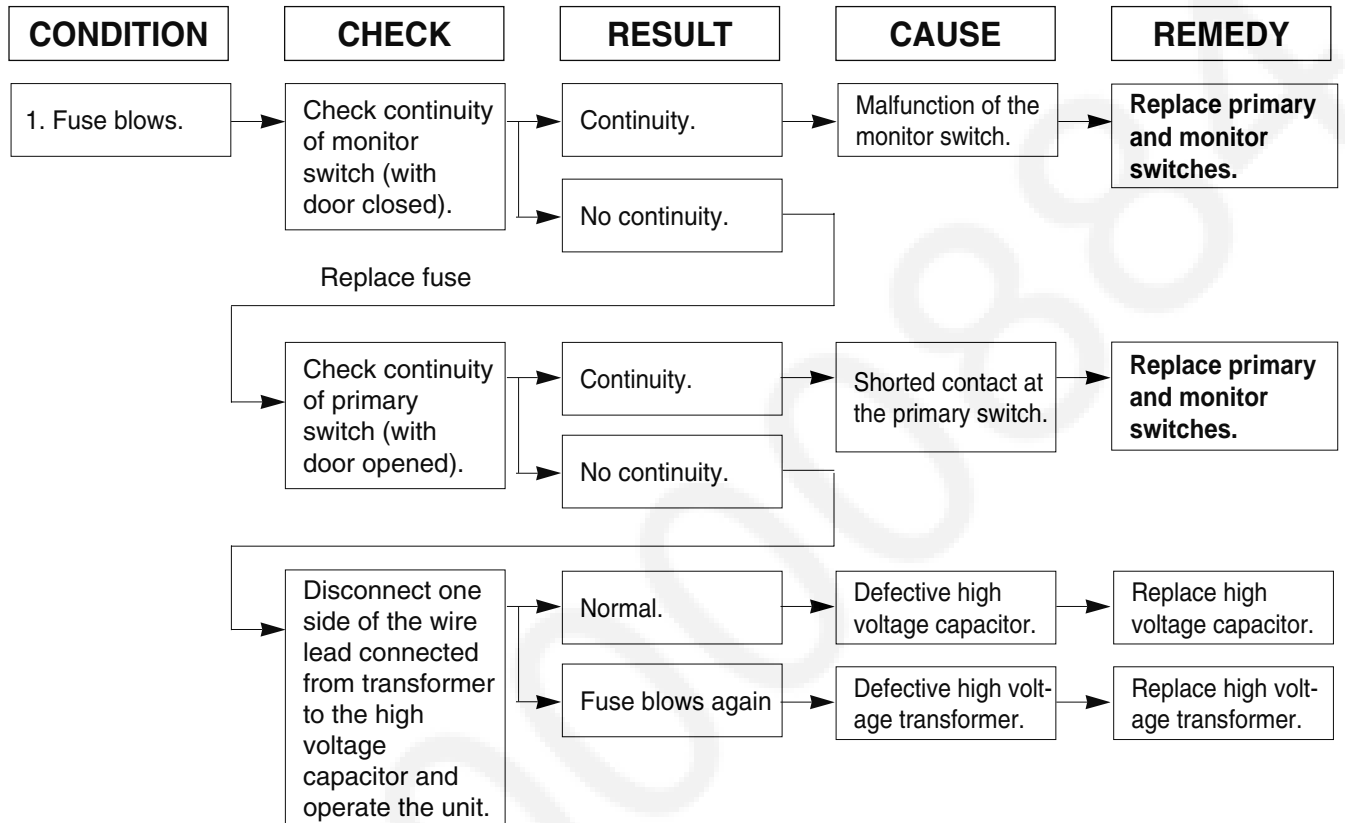 CONDITION
CHECK
RESULT
CAUSE
REMEDY
1. Fuse blows.
Check continuity
of monitor
switch (with
door closed).
Continuity.
Malfunction of the
monitor switch.
Replace primary
and monitor
switches.
No continuity.
Replace fuse
Check continuity
of primary
switch (with
door opened).
Continuity.
Shorted contact at
the primary switch.
Replace primary
and monitor
switches.
No continuity.
Disconnect one
side of the wire
lead connected
from transformer
to the high
voltage
capacitor and
operate the unit.
Normal.
Defective high
voltage capacitor.
Replace high
voltage capacitor.
Fuse blows again
Defective high volt-
age transformer.
Replace high volt-
age transformer.